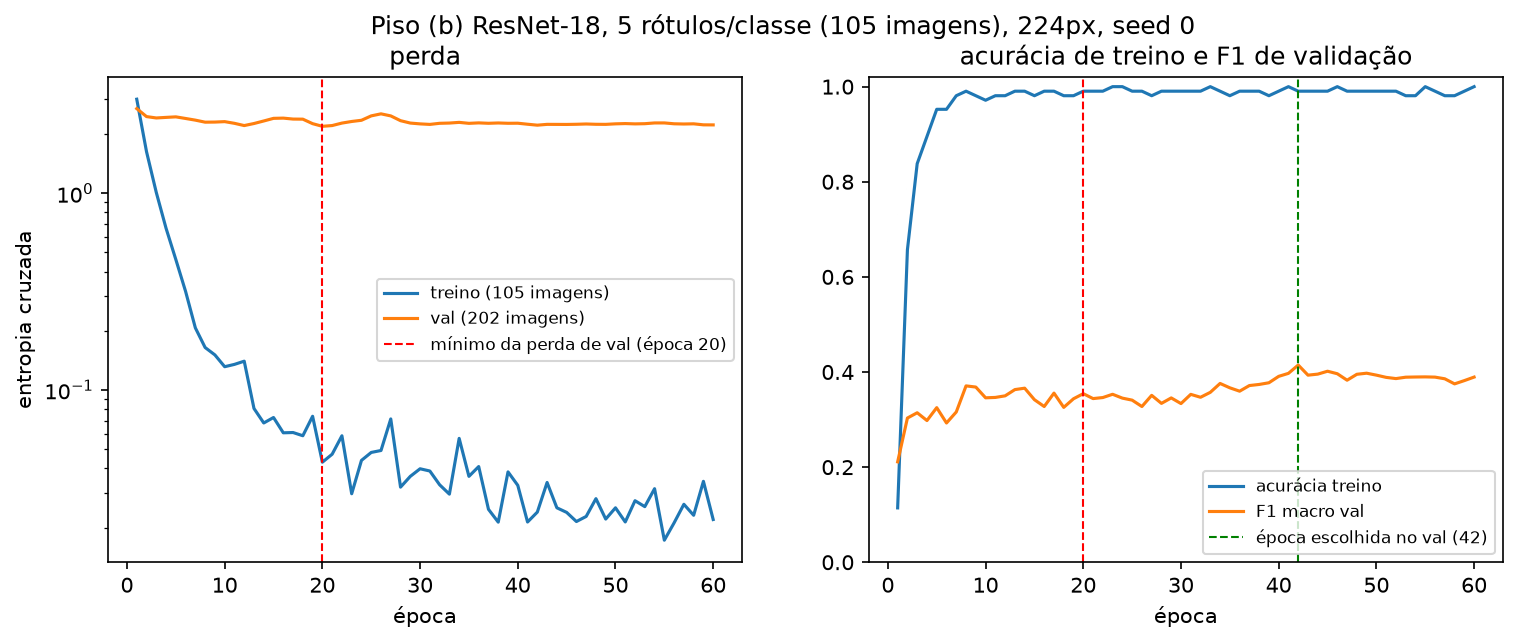 Piso (b) ResNet-18, 5 rótulos/classe (105 imagens), 224px, seed 0
perda
entropia cruzada
10⁰
10⁻¹
treino (105 imagens)
val (202 imagens)
mínimo da perda de val (época 20)
0 10 20 30 40 50 60
época
acurácia de treino e F1 de validação
1.0
0.8
0.6
0.4
0.2
0.0
acurácia treino
F1 macro val
época escolhida no val (42)
0 10 20 30 40 50 60
época